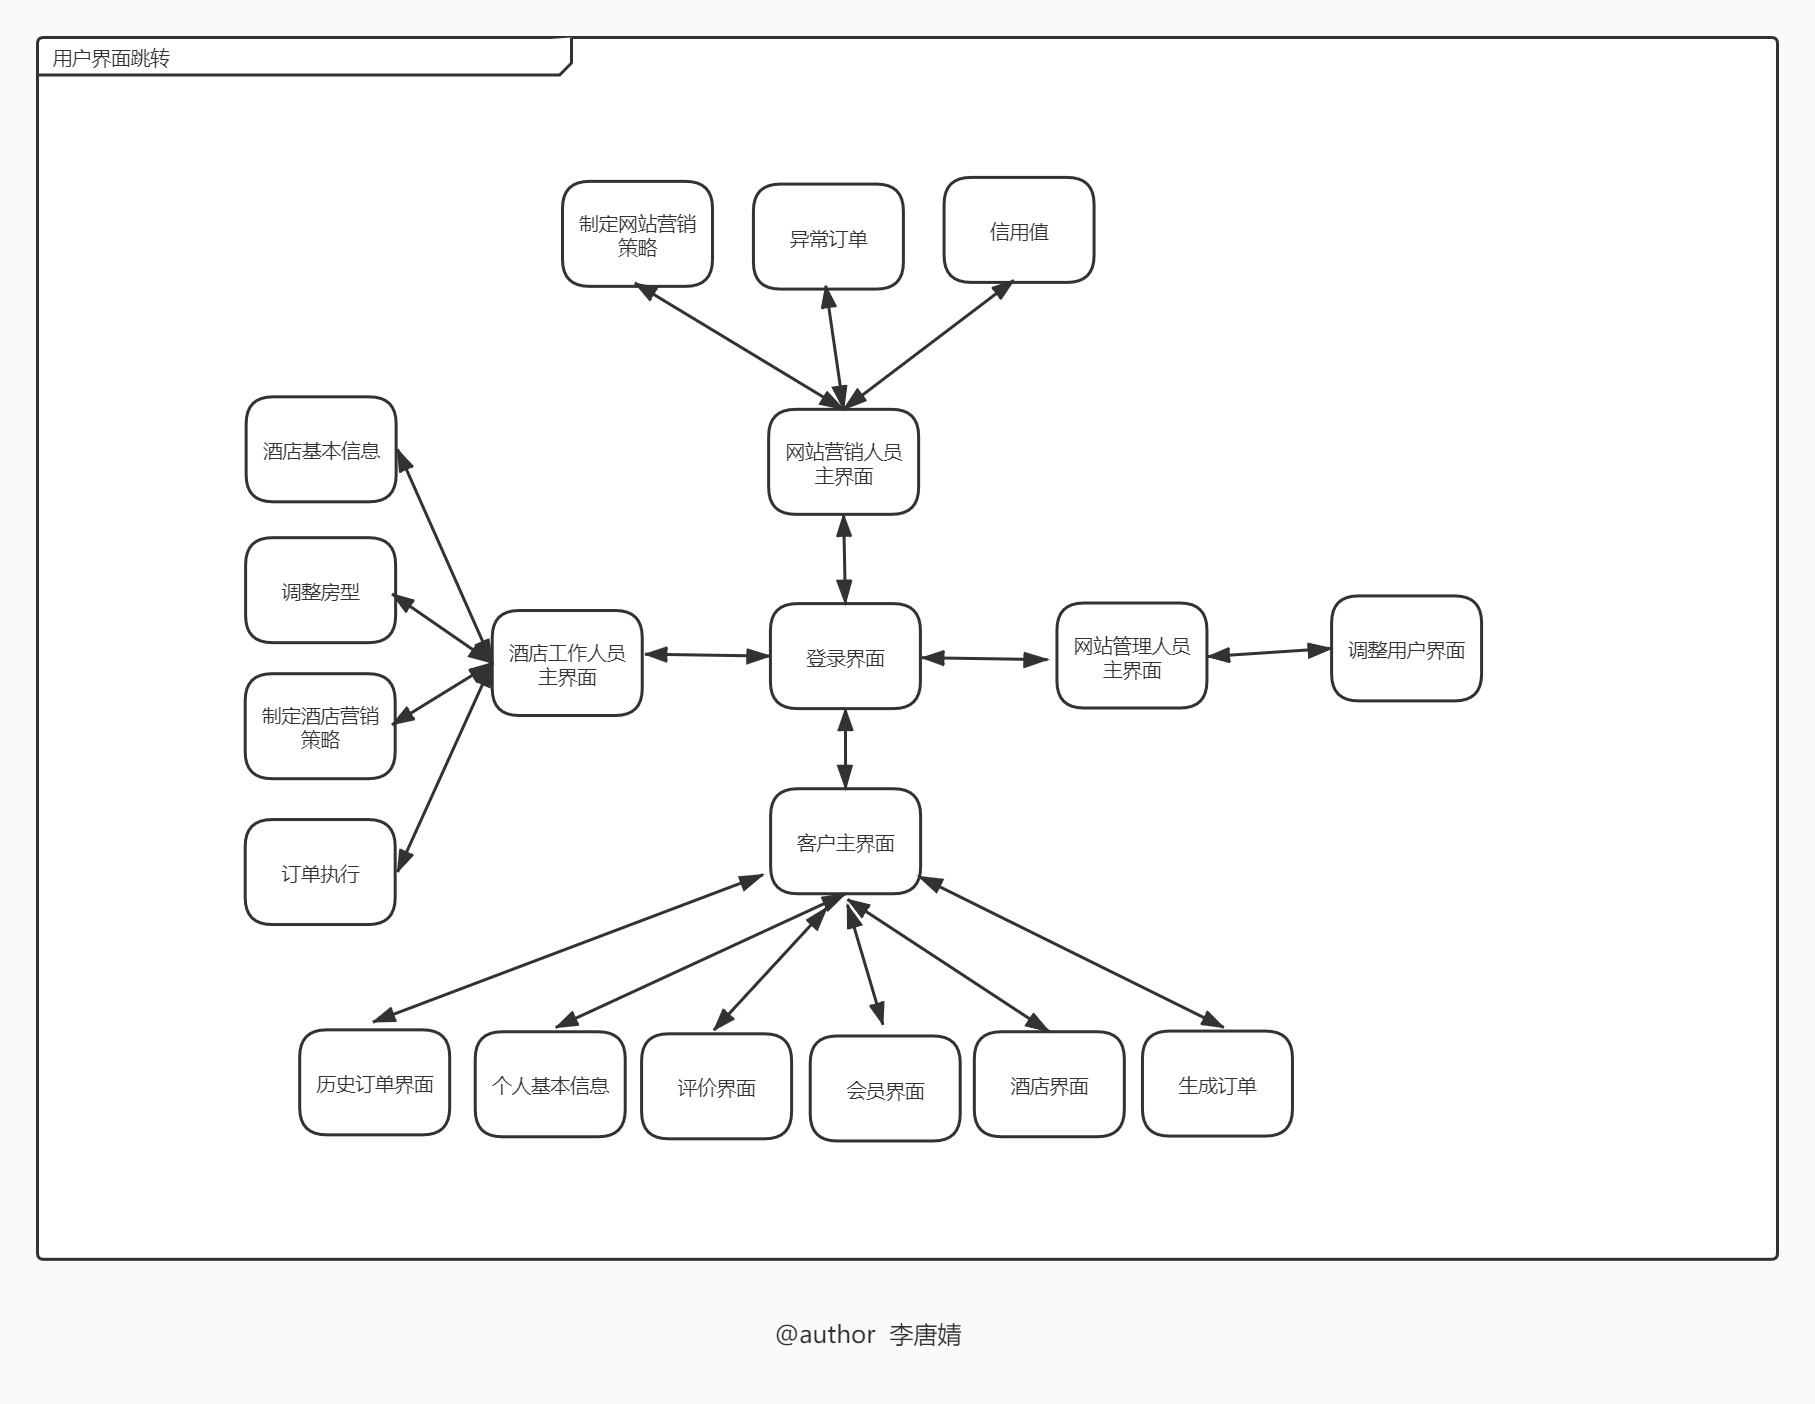 用户界面跳转
制定网站营销
策略
异常订单
信用值
酒店基本信息
网站营销人员
主界面
调整房型
酒店工作人员
主界面
登录界面
网站管理人员
主界面
调整用户界面
制定酒店营销
策略
订单执行
客户主界面
历史订单界面
个人基本信息
评价界面
会员界面
酒店界面
生成订单
@author 李唐婧